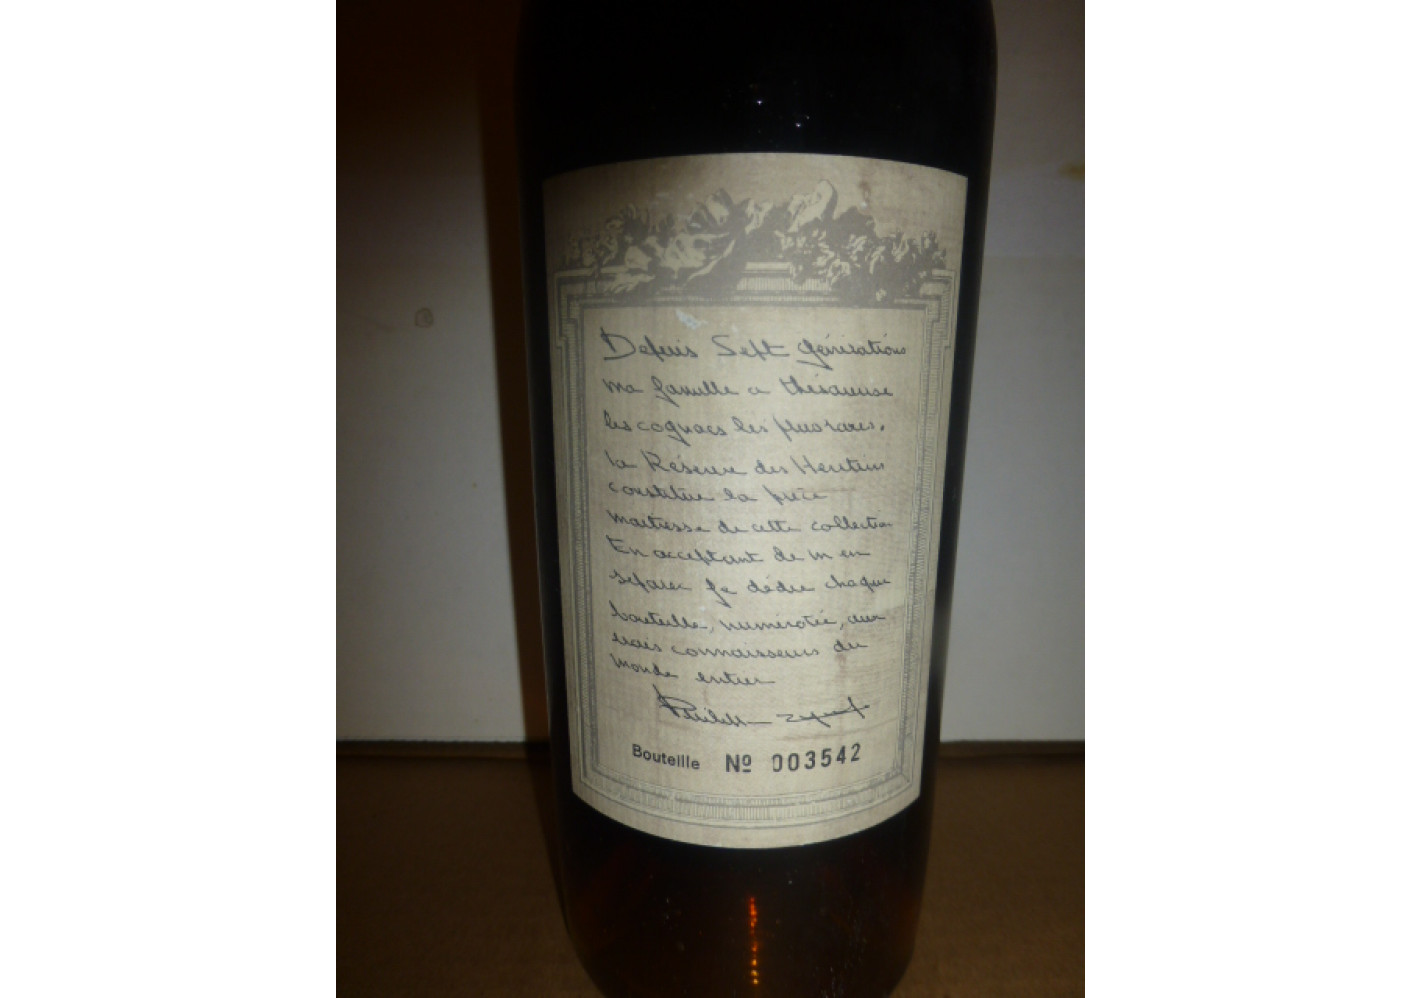 Depuis Sept générations
ma famille a thésaurisé
les cognacs les plus rares.
la Réserve des Heritiers
constitue la pièce
maitresse de cette collection
En acceptant de m en
séparer je dédie chaque
bouteille, numérotée, aux
vrais connaisseurs du
monde entier
Bouteille Nº 003542